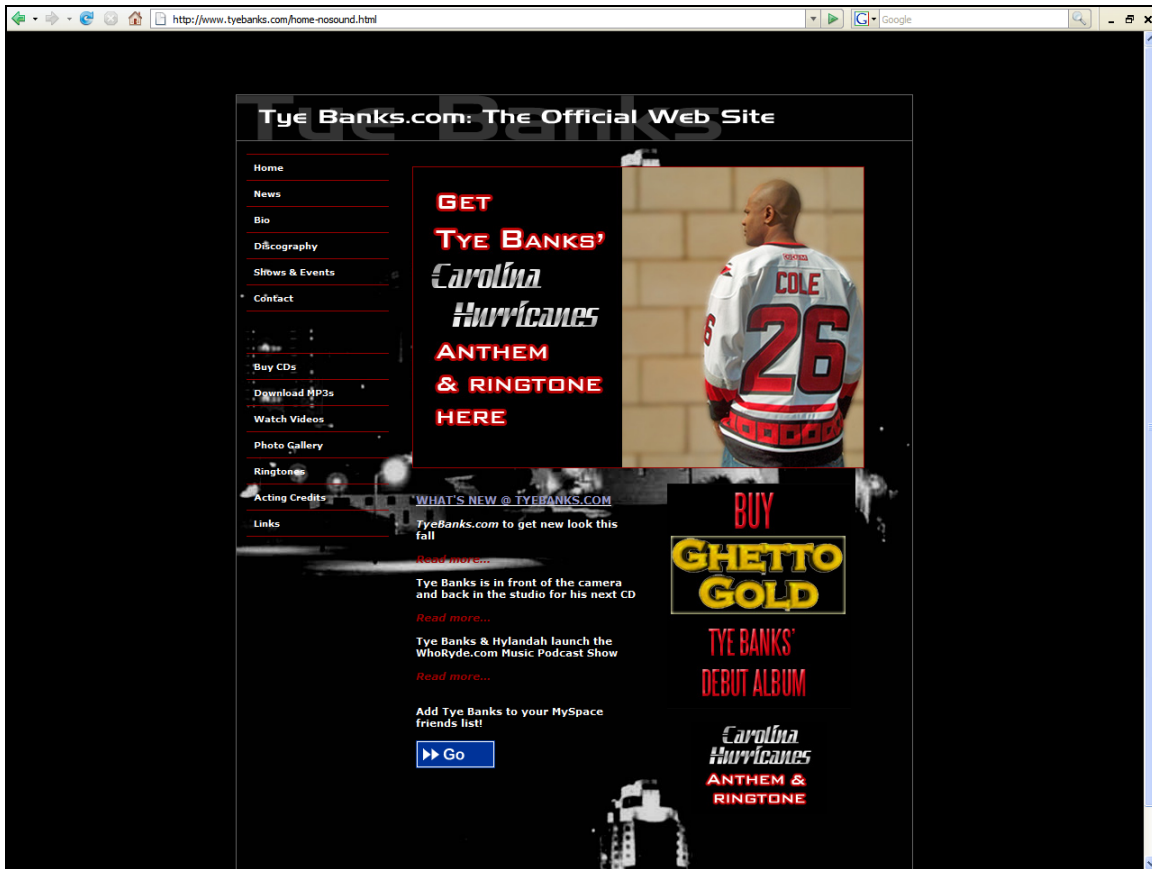 http://www.tyebanks.com/home-nosound.html
G
Google
Tye Banks
Tye Banks.com: The Official Web Site
Home
News
Bio
Discography
Shows & Events
Contact
Buy CDs
Download MP3s
Watch Videos
Photo Gallery
Ringtones
Acting Credits
Links
Get
Tye Banks'
Carolina
Hurricanes
Anthem
& ringtone
here
COLE
26
26
WHAT'S NEW @ TYEBANKS.COM
TyeBanks.com to get new look this
fall
Read more...
Tye Banks is in front of the camera
and back in the studio for his next CD
Read more...
Tye Banks & Hylandah launch the
WhoRyde.com Music Podcast Show
Read more...
Add Tye Banks to your MySpace
friends list!
Go
BUY
GHETTO
GOLD
TYE BANKS'
DEBUT ALBUM
Carolina
Hurricanes
Anthem &
ringtone